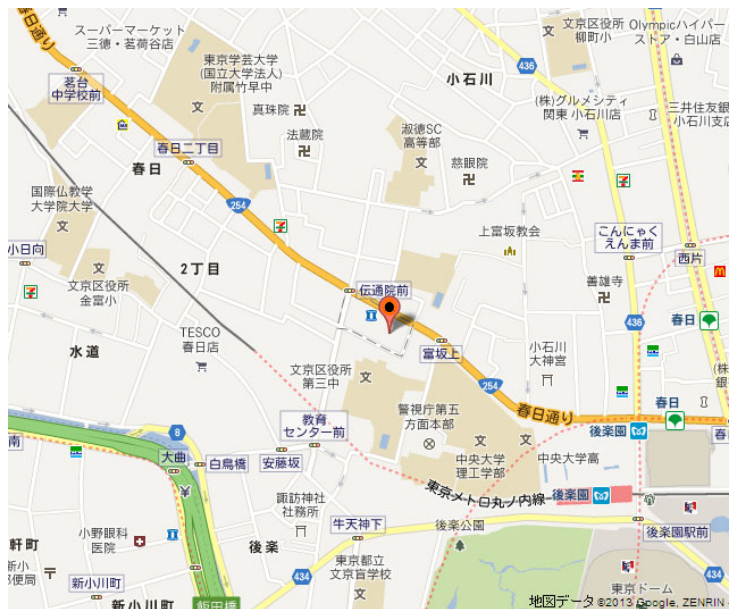 春日通り
スーパーマーケット
三徳・茗荷谷店
茗台
中学校前
東京学芸大学
(国立大学法人)
附属竹早中
文京区役所
柳町小
Olympicハイパー
ストア・白山店
436
小石川
(株)グルメシティ
関東 小石川店
三井住友銀
小石川支店
真珠院
法蔵院
淑徳SC
高等部
慈眼院
春日二丁目
春日
国際仏教学
大学院大学
254
上富坂教会
こんにゃく
えんま前
西片
小日向
2丁目
文京区役所
金富小
伝通院前
善雄寺
436
春日
TESCO
春日店
水道
富坂上
小石川
大神宮
文京区役所
第三中
254
春日通り
春日
(株
銀
8
教育
センター前
警視庁第五
方面本部
後楽園
春
南
大曲
白鳥橋
安藤坂
中央大学
理工学部
中央大学高
東京メトロ丸ノ内線
後楽園
諏訪神社
社務所
小野眼科
医院
軒町
後楽
牛天神下
後楽公園
後楽園駅前
新小
郵便局
新小川町
434
東京都立
文京盲学校
434
東京ドーム
新小川町
飯田橋
地図データ ©2013 Google, ZENRIN